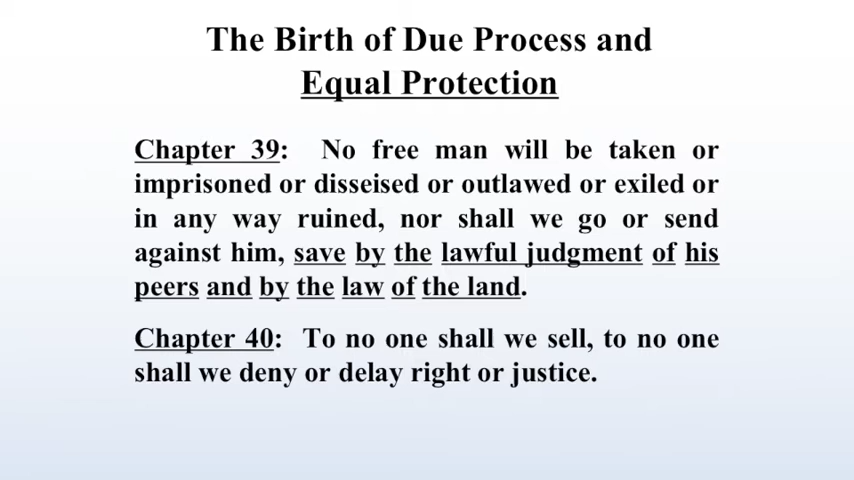 The Birth of Due Process and
Equal Protection
Chapter 39: No free man will be taken or
imprisoned or disseised or outlawed or exiled or
in any way ruined, nor shall we go or send
against him, save by the lawful judgment of his
peers and by the law of the land.
Chapter 40: To no one shall we sell, to no one
shall we deny or delay right or justice.